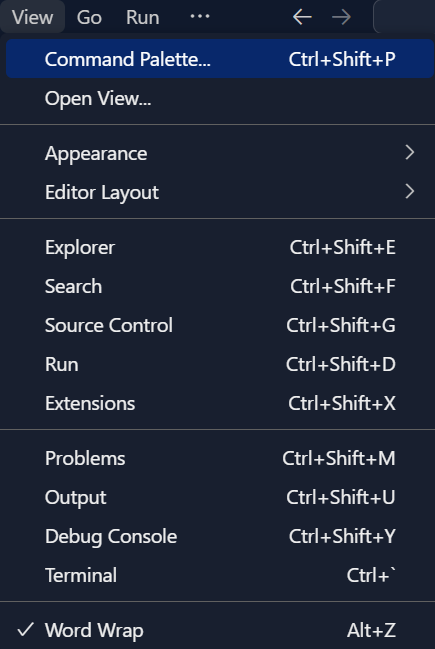 View Go Run ...
Command Palette... Ctrl+Shift+P
Open View...
Appearance
Editor Layout
Explorer Ctrl+Shift+E
Search Ctrl+Shift+F
Source Control Ctrl+Shift+G
Run Ctrl+Shift+D
Extensions Ctrl+Shift+X
Problems Ctrl+Shift+M
Output Ctrl+Shift+U
Debug Console Ctrl+Shift+Y
Terminal Ctrl+`
Word Wrap Alt+Z